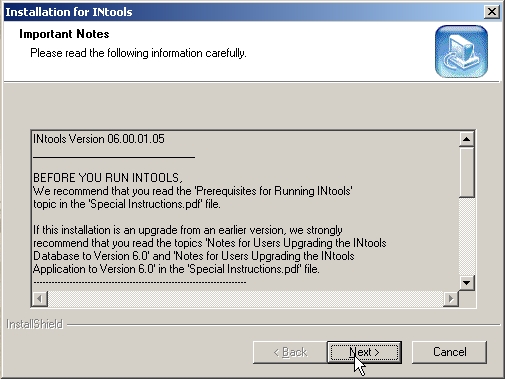 Installation for INtools
Important Notes
Please read the following information carefully.
INtools Version 06.00.01.05
BEFORE YOU RUN INTOOLS,
We recommend that you read the 'Prerequisites for Running INtools'
topic in the 'Special Instructions.pdf' file.
If this installation is an upgrade from an earlier version, we strongly
recommend that you read the topics 'Notes for Users Upgrading the INtools
Database to Version 6.0' and 'Notes for Users Upgrading the INtools
Application to Version 6.0' in the 'Special Instructions.pdf' file.
InstallShield
< Back
Next >
Cancel